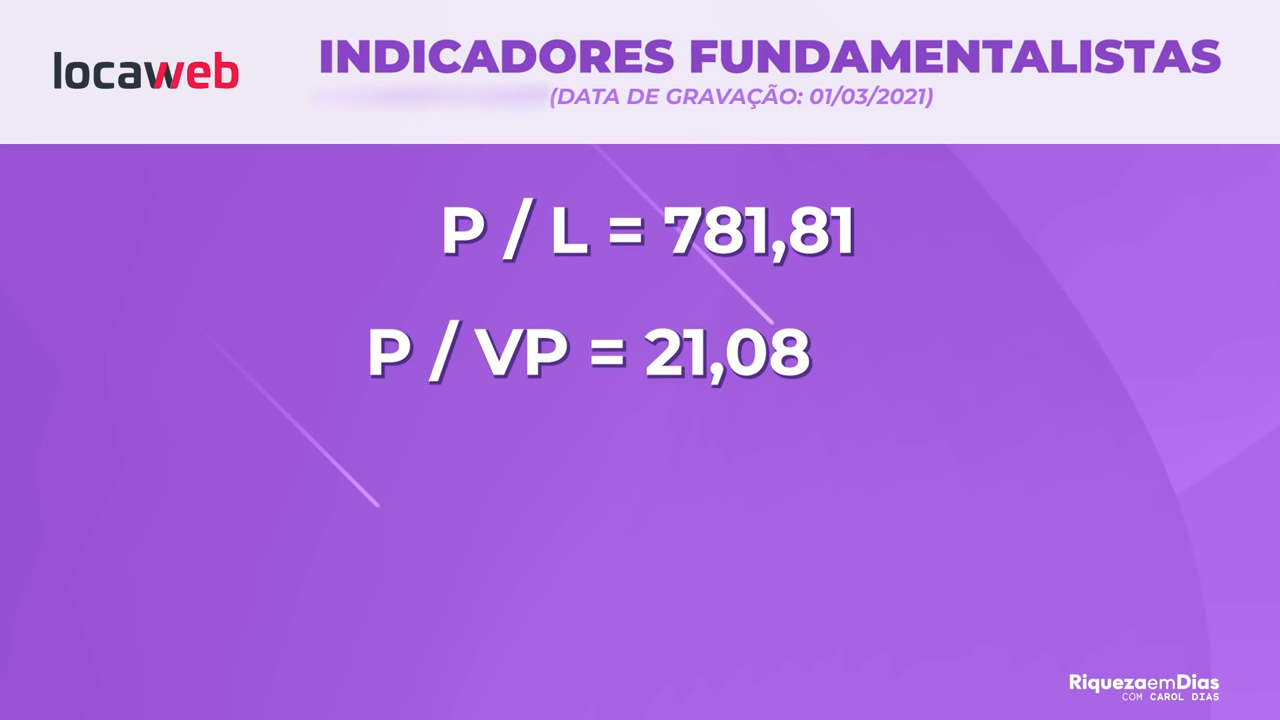 locaweb
INDICADORES FUNDAMENTALISTAS
(DATA DE GRAVAÇÃO: 01/03/2021)
P / L = 781,81
P / VP = 21,08
RiquezaemDias
COM CAROL DIAS